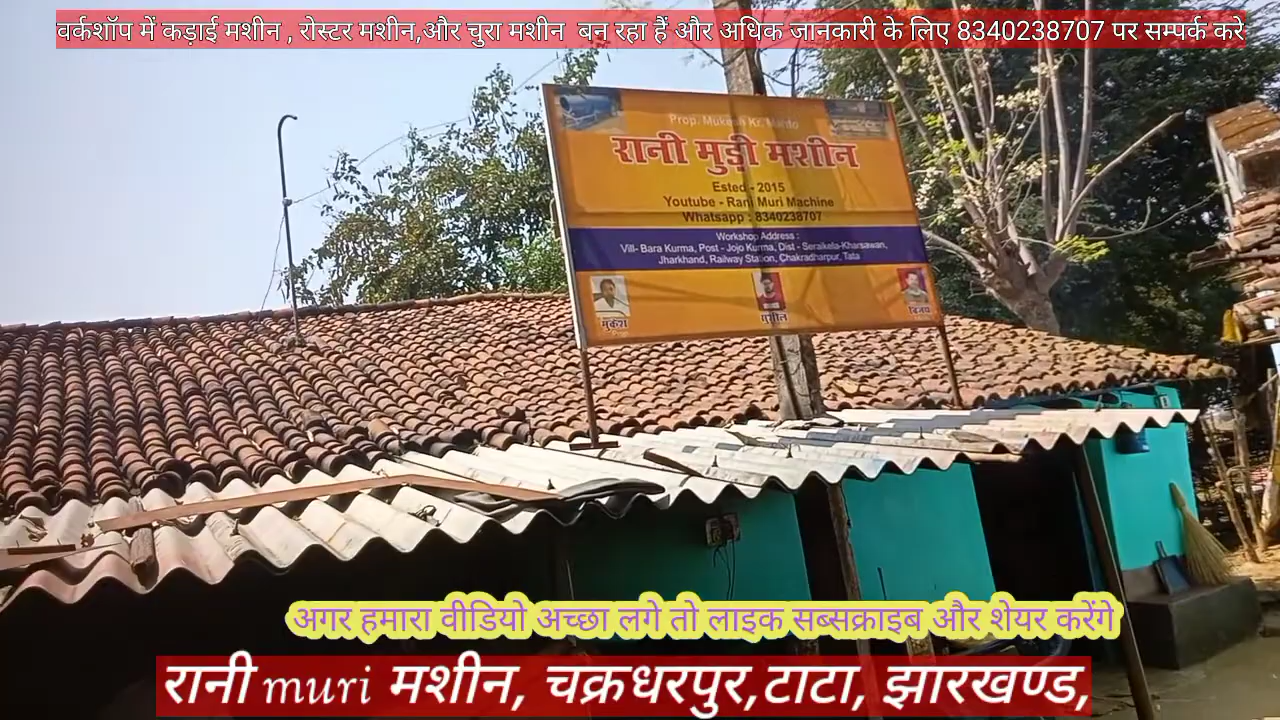 वर्कशॉप में कड़ाई मशीन , रोस्टर मशीन,और चुरा मशीन बन रहा हैं और अधिक जानकारी के लिए 8340238707 पर सम्पर्क करे
Prop. Mukesh Kr. Mahto
रानी मुड़ी मशीन
Ested - 2015
Youtube - Rani Muri Machine
Whatsapp : 8340238707
Workshop Address :
Vill- Bara Kurma, Post - Jojo Kurma, Dist - Seraikela-Kharsawan,
Jharkhand, Railway Station, Chakradharpur, Tata
मुकेश सुशील विजय
अगर हमारा वीडियो अच्छा लगे तो लाइक सब्सक्राइब और शेयर करेंगे
रानी muri मशीन, चक्रधरपुर,टाटा, झारखण्ड,